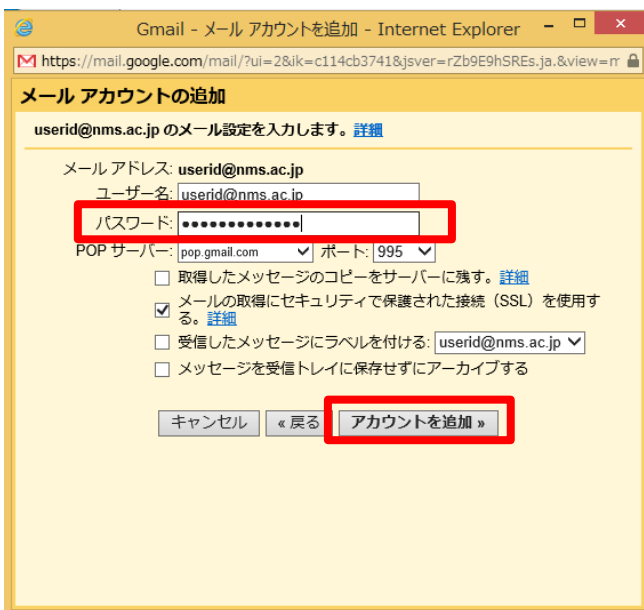 Gmail - メール アカウントを追加 - Internet Explorer
https://mail.google.com/mail/?ui=2&ik=c114cb3741&jsver=rZb9E9hSREs.ja.&view=m
メール アカウントの追加
userid@nms.ac.jp のメール設定を入力します。詳細
メール アドレス: userid@nms.ac.jp
ユーザー名: userid@nms.ac.jp
パスワード: •••••••••••••
POP サーバー: pop.gmail.com ポート: 995
取得したメッセージのコピーをサーバーに残す。詳細
メールの取得にセキュリティで保護された接続（SSL）を使用す
る。詳細
受信したメッセージにラベルを付ける: userid@nms.ac.jp
メッセージを受信トレイに保存せずにアーカイブする
キャンセル «戻る アカウントを追加 »